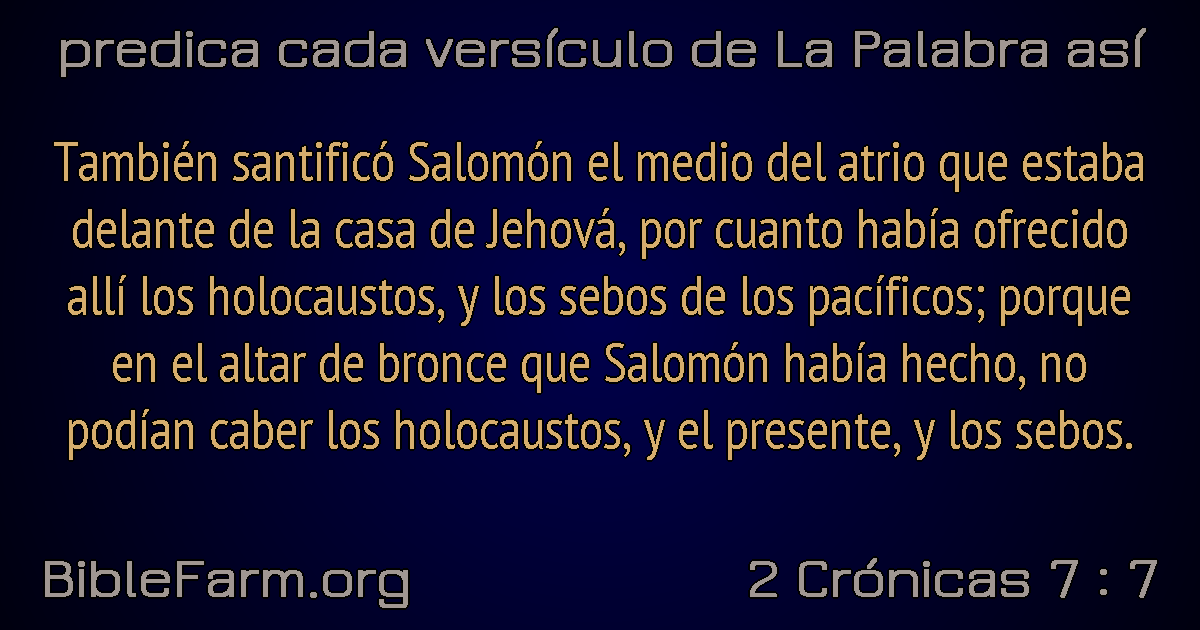 predica cada versículo de La Palabra así
También santificó Salomón el medio del atrio que estaba
delante de la casa de Jehová, por cuanto había ofrecido
allí los holocaustos, y los sebos de los pacíficos; porque
en el altar de bronce que Salomón había hecho, no
podían caber los holocaustos, y el presente, y los sebos.
BibleFarm.org
2 Crónicas 7 : 7